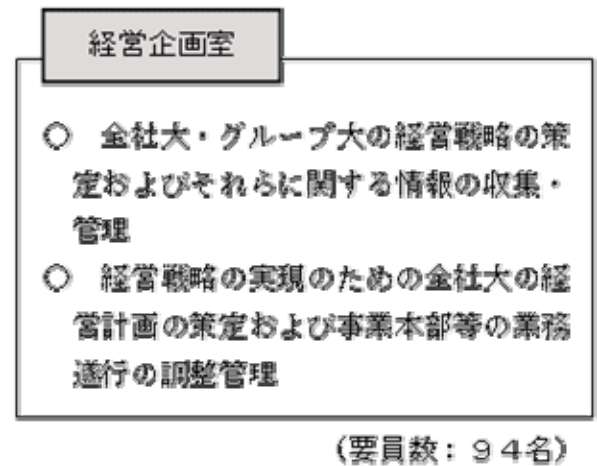 経営企画室
○　全社大・グループ大の経営戦略の策
定およびそれらに関する情報の収集・
管理
○　経営戦略の実現のための全社大の経
営計画の策定および事業本部等の業務
遂行の調整管理
（要員数：９４名）